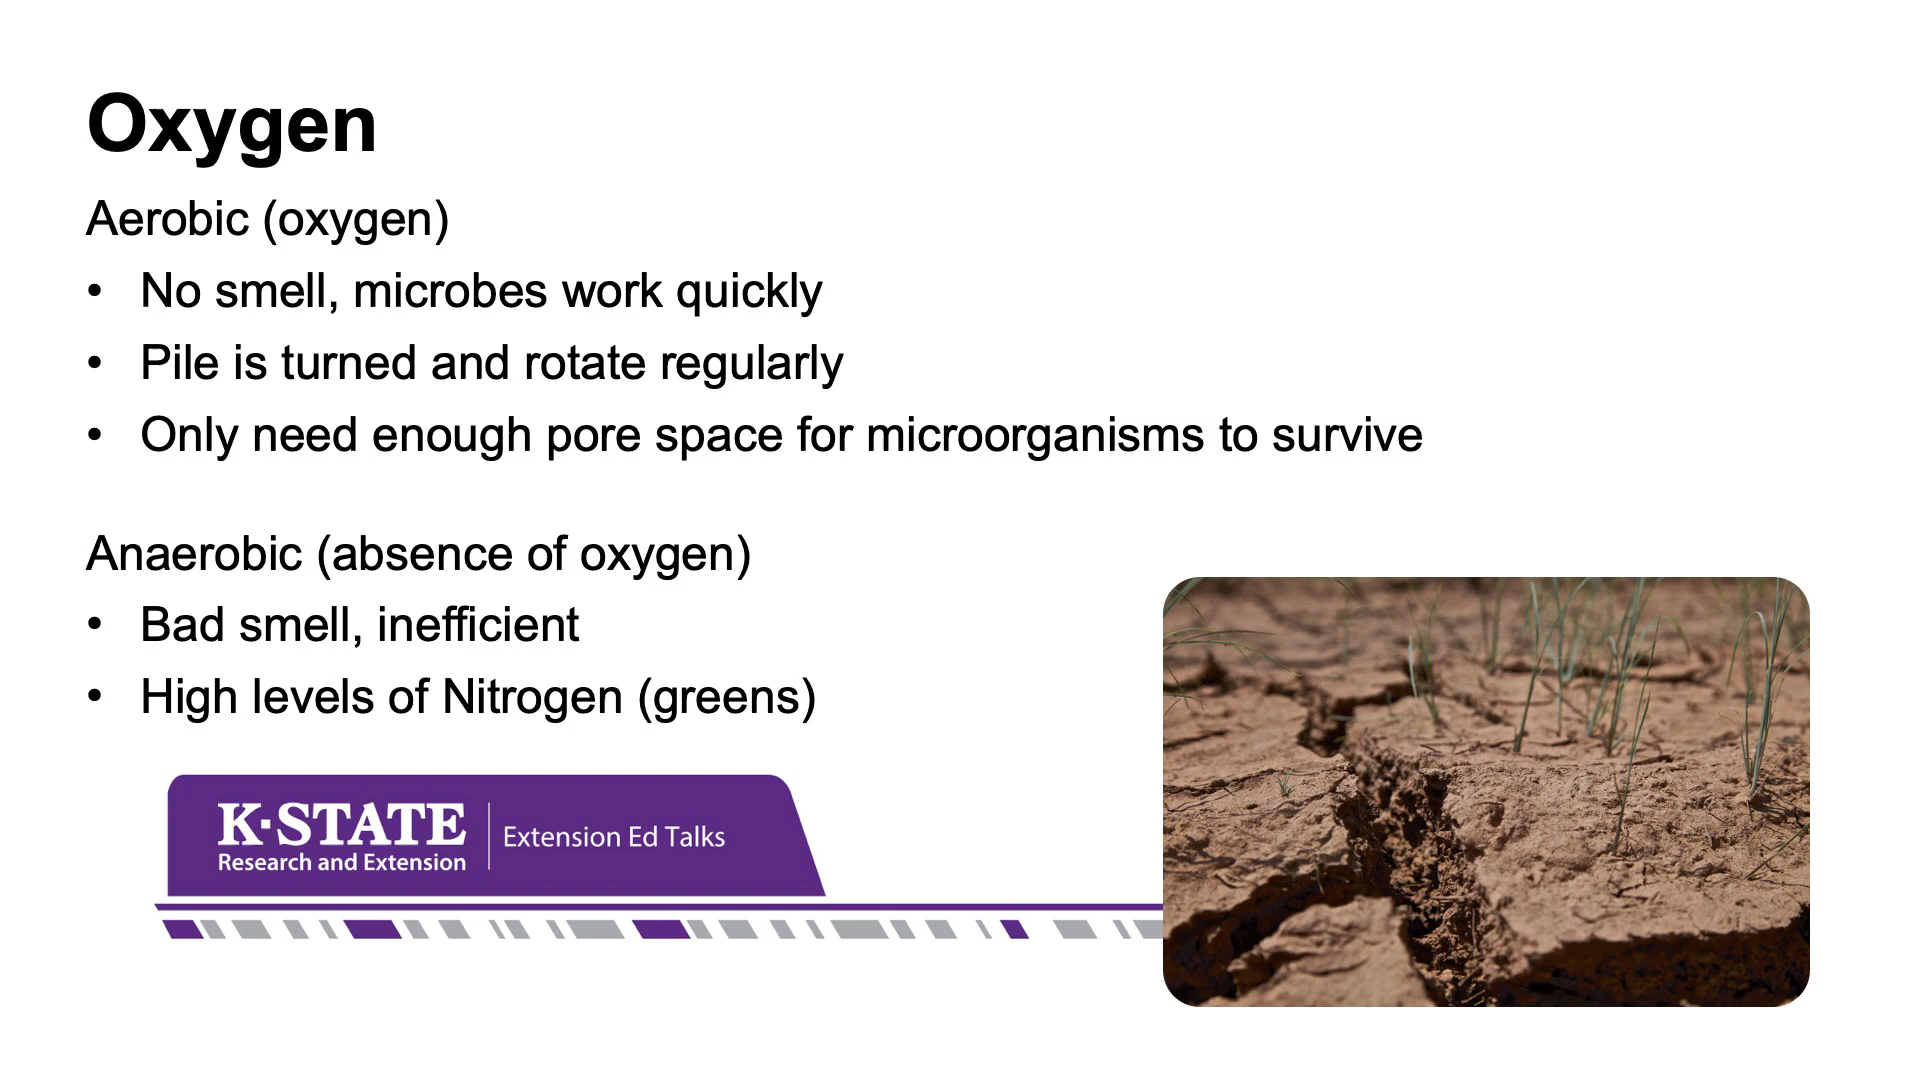 Oxygen
Aerobic (oxygen)
• No smell, microbes work quickly
• Pile is turned and rotate regularly
• Only need enough pore space for microorganisms to survive
Anaerobic (absence of oxygen)
• Bad smell, inefficient
• High levels of Nitrogen (greens)
K·STATE
Research and Extension
Extension Ed Talks